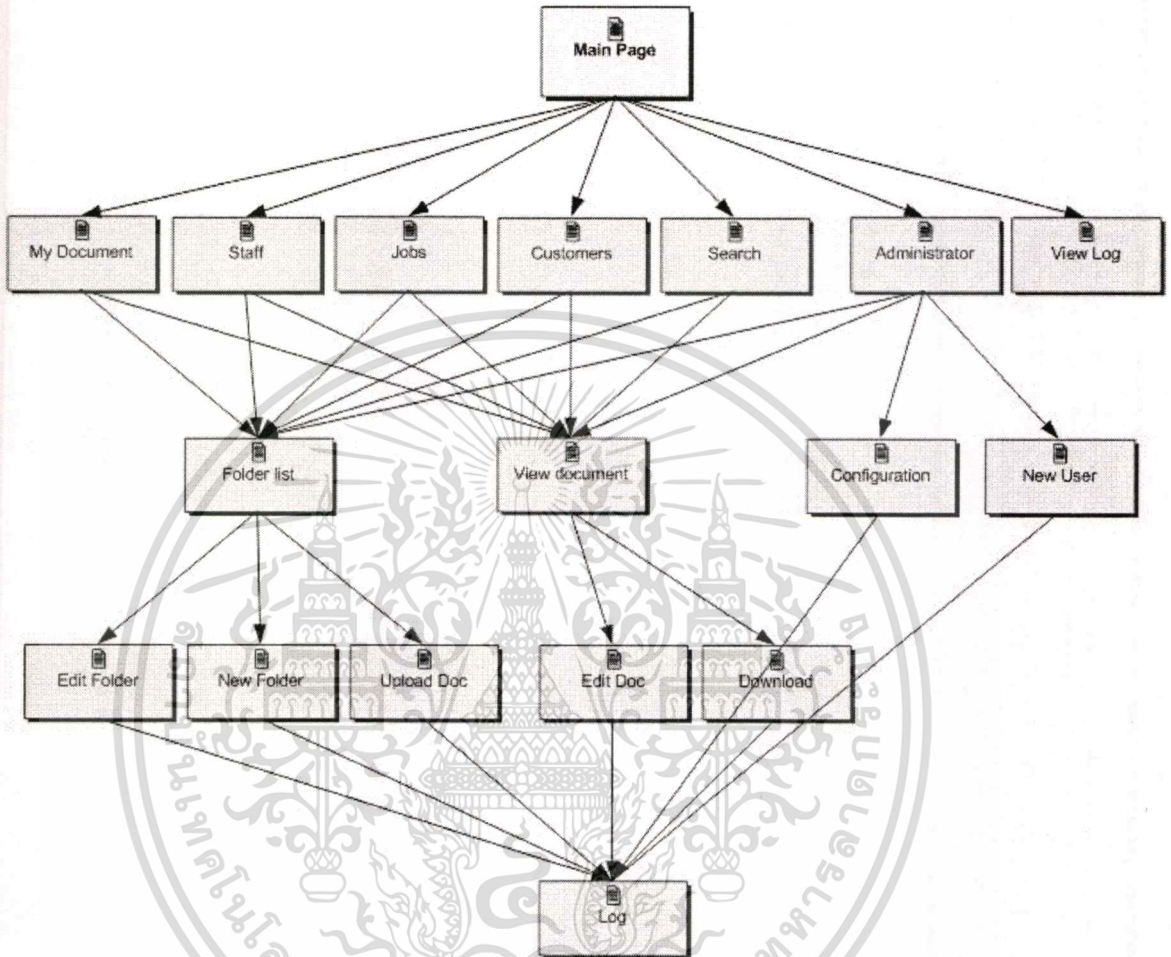 Main Page
My Document
Staff
Jobs
Customers
Search
Administrator
View Log
Folder list
View document
Configuration
New User
Edit Folder
New Folder
Upload Doc
Edit Doc
Download
Log